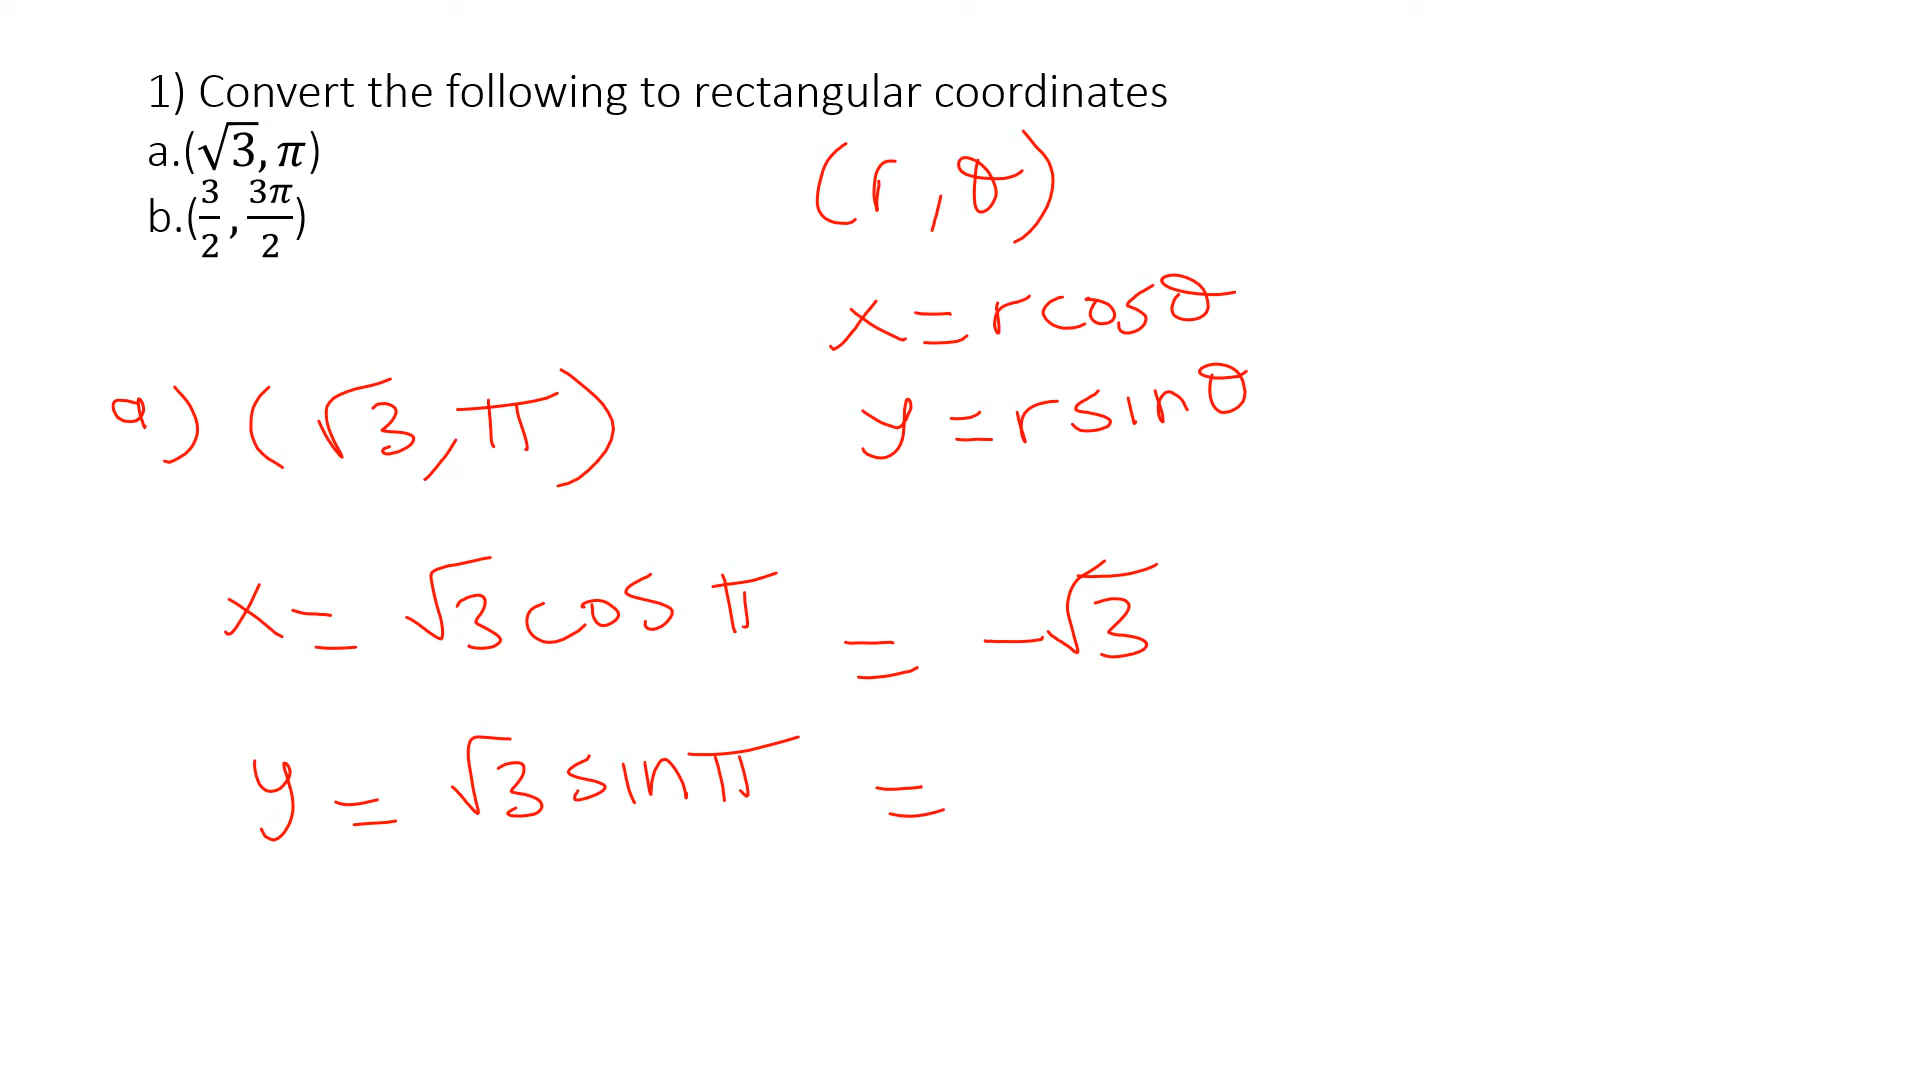 1) Convert the following to rectangular coordinates
a.(√3, π)
b.(3/2, 3π/2)
(r, θ)
x = r cos θ
y = r sin θ
a) (√3, π)
x = √3 cos π = -√3
y = √3 sin π =